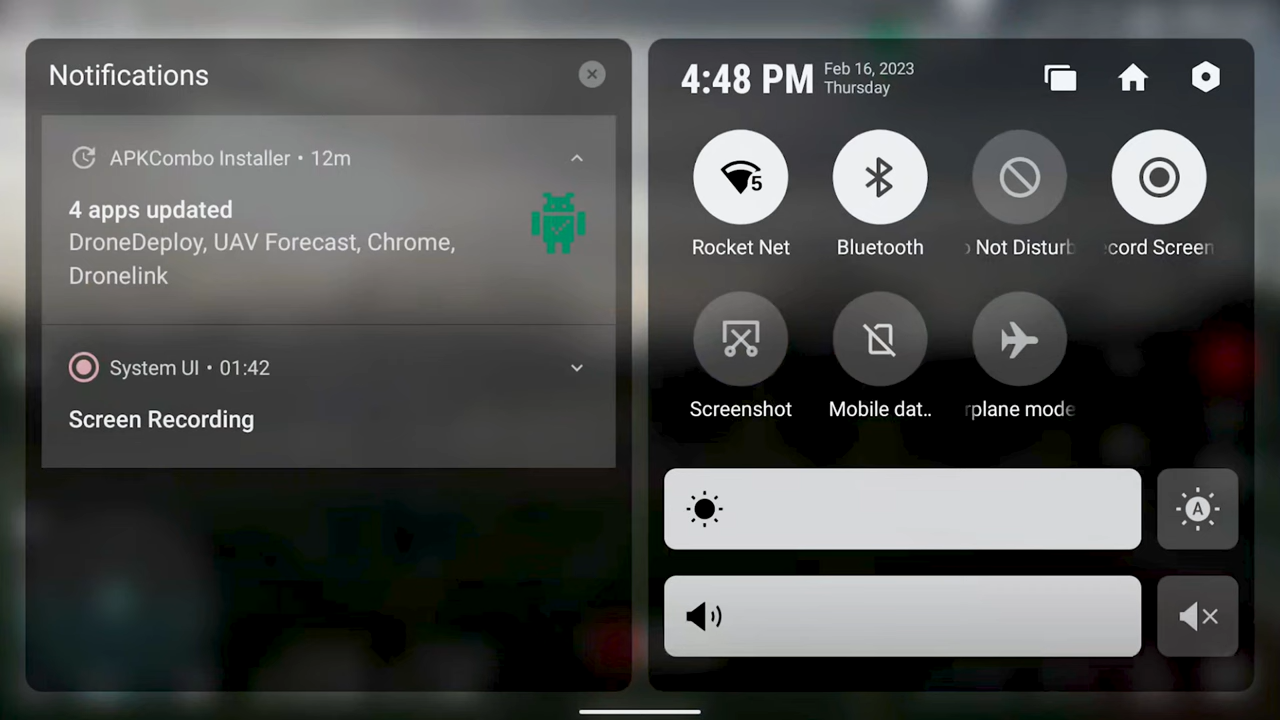 Notifications
APKCombo Installer • 12m
4 apps updated
DroneDeploy, UAV Forecast, Chrome,
Dronelink
System UI • 01:42
Screen Recording
4:48 PM
Feb 16, 2023
Thursday
5
Rocket Net
Bluetooth
Not Disturb
cord Screen
Screenshot
Mobile dat..
rplane mode
A